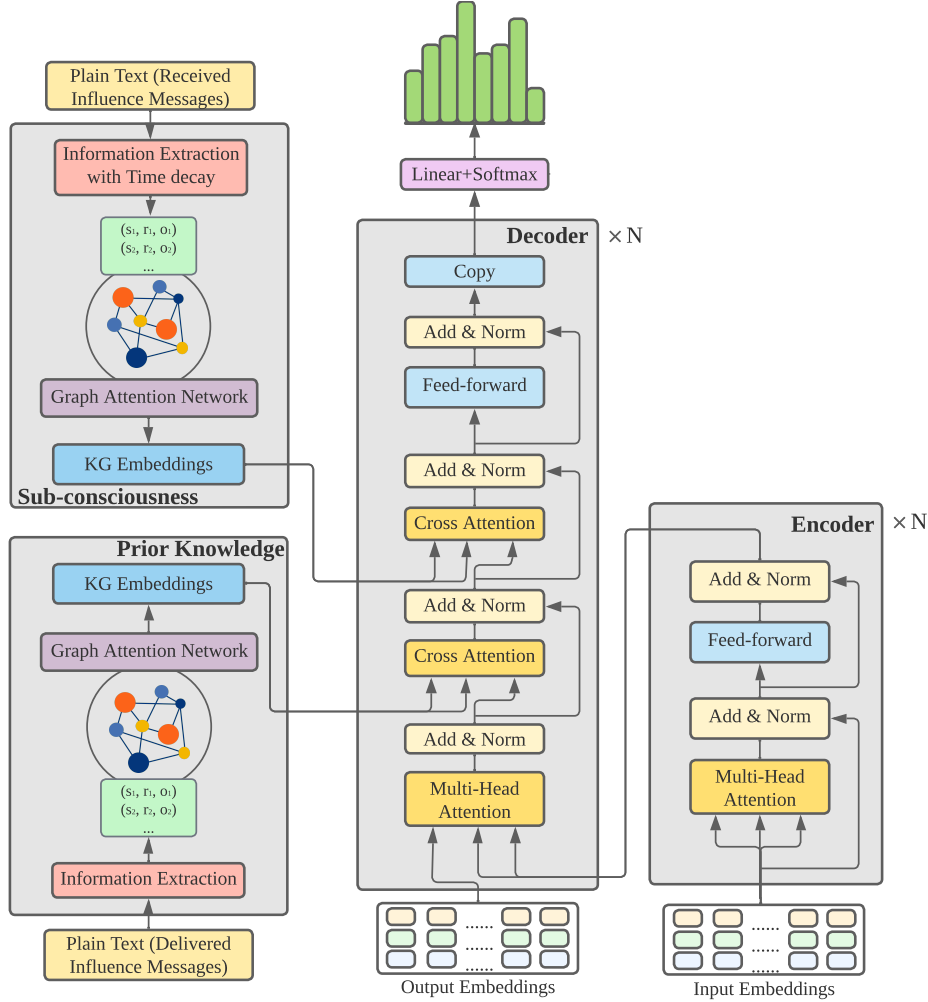 Plain Text (Received
Influence Messages)
Information Extraction
with Time decay
(s₁, r₁, o₁)
(s₂, r₂, o₂)
...
Graph Attention Network
KG Embeddings
Sub-consciousness
Prior Knowledge
KG Embeddings
Graph Attention Network
(s₁, r₁, o₁)
(s₂, r₂, o₂)
...
Information Extraction
Plain Text (Delivered
Influence Messages)
Linear+Softmax
Decoder
× N
Copy
Add & Norm
Feed-forward
Add & Norm
Cross Attention
Add & Norm
Cross Attention
Add & Norm
Multi-Head
Attention
......
......
......
Output Embeddings
Encoder
× N
Add & Norm
Feed-forward
Add & Norm
Multi-Head
Attention
......
......
......
Input Embeddings